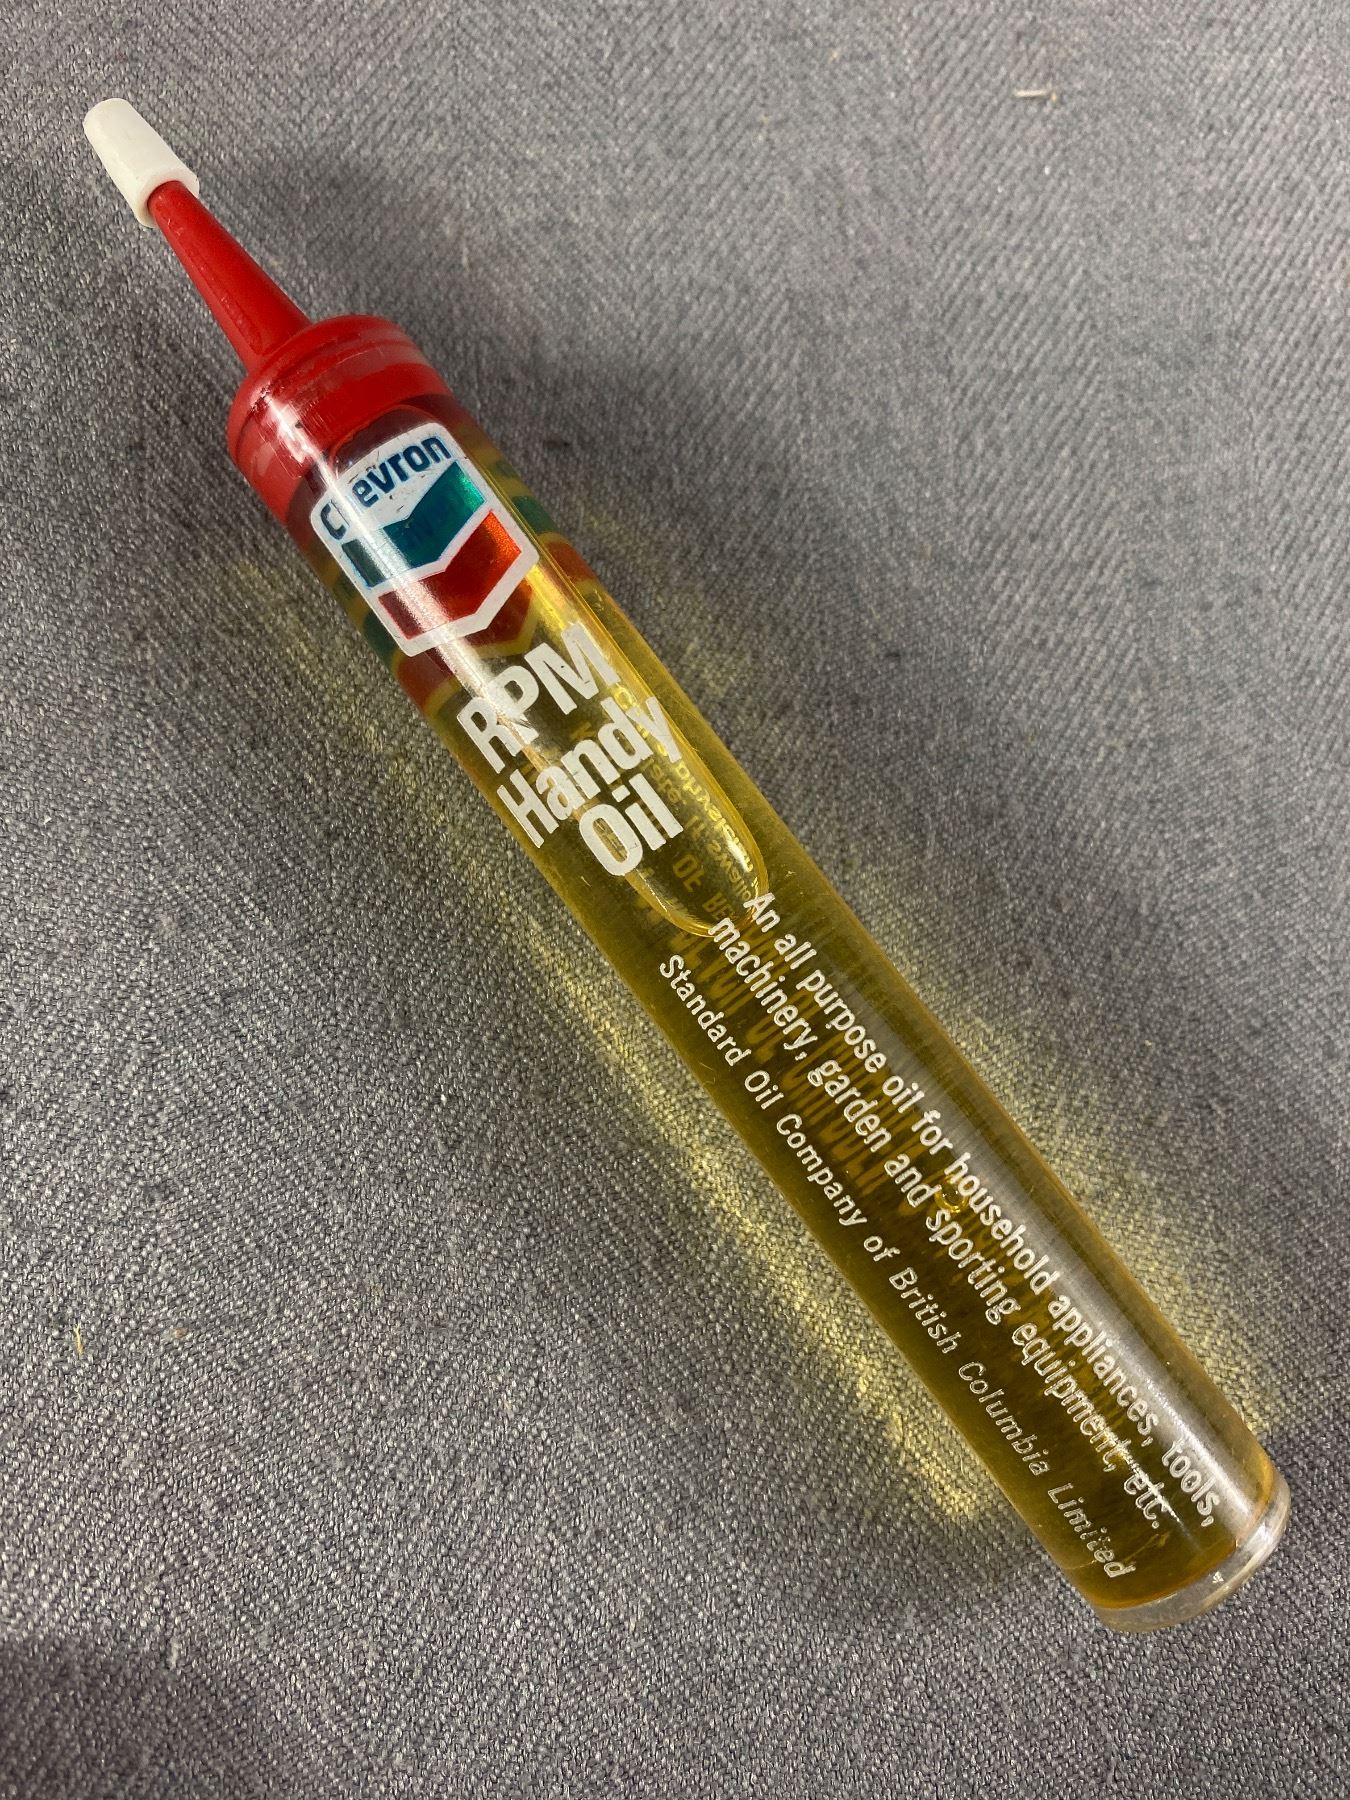 Chevron
RPM
Handy
Oil
An all purpose oil for household appliances, tools,
machinery, garden and sporting equipment, etc.
Standard Oil Company of British Columbia Limited